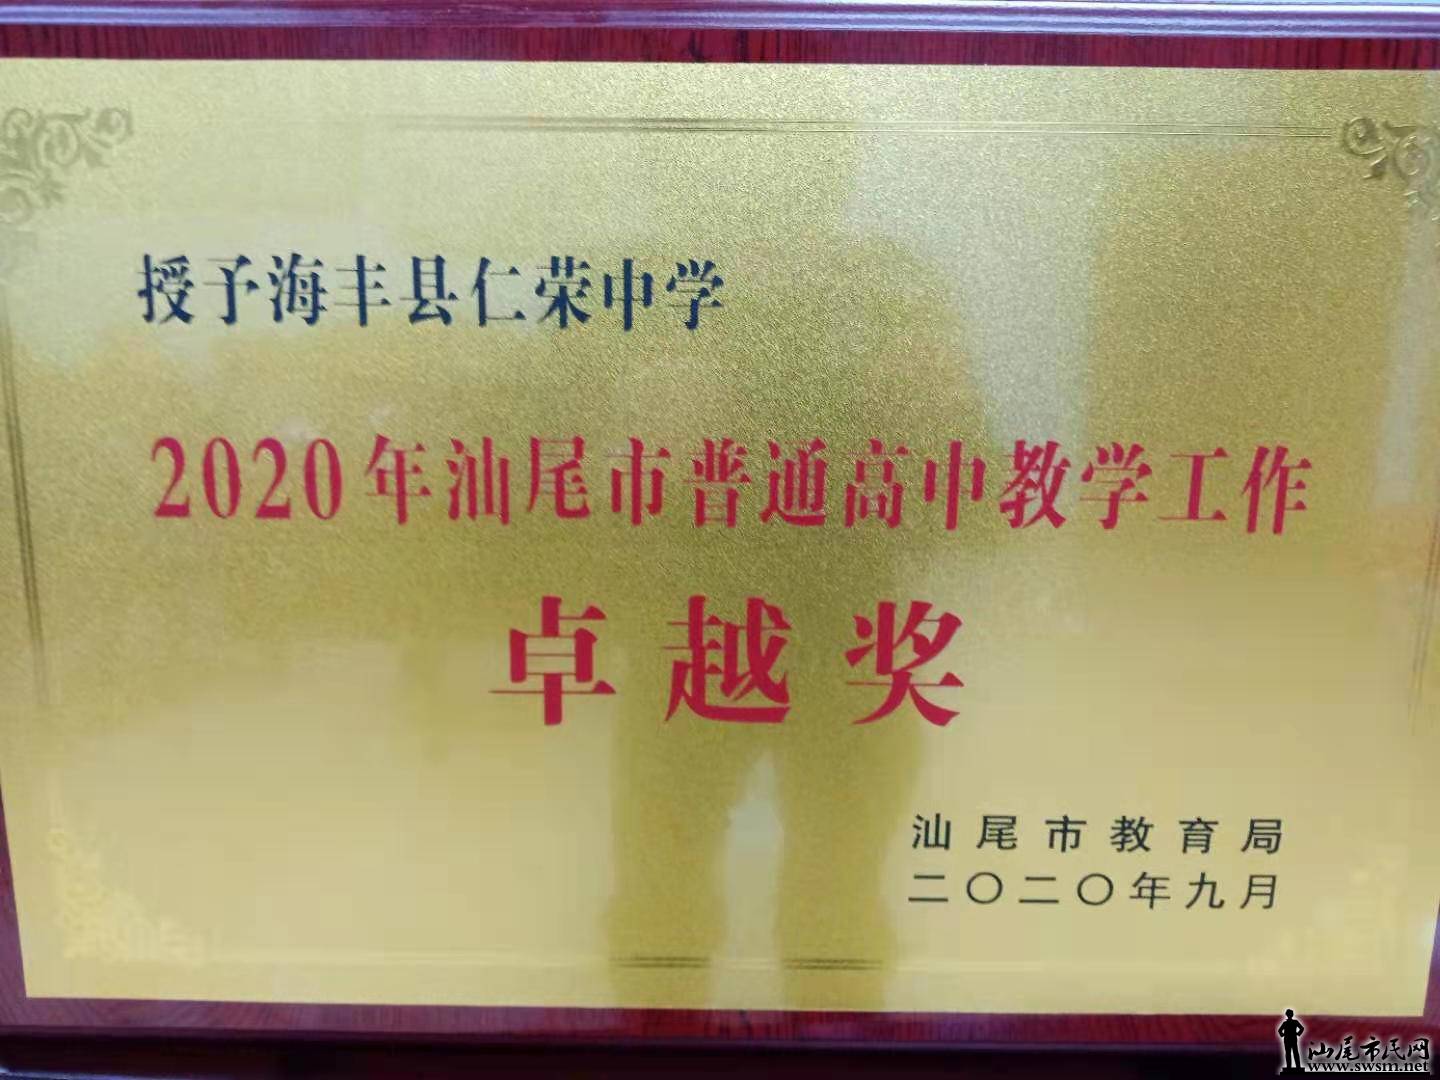 授予海丰县仁荣中学
2020年汕尾市普通高中教学工作
卓越奖
汕尾市教育局
二〇二〇年九月
汕尾市民网
www.swsm.net